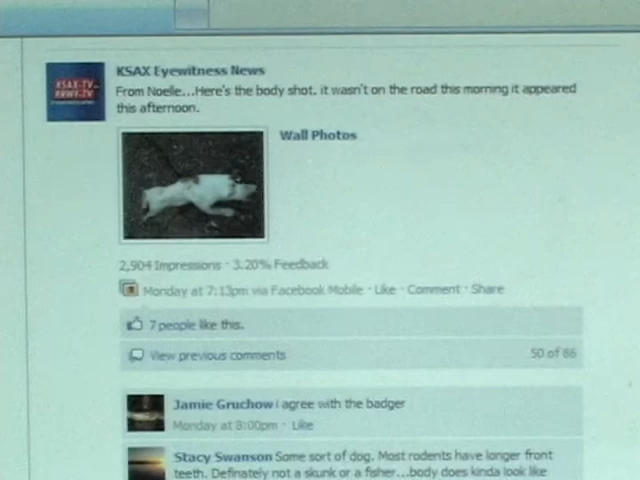 KSAX-TV
KRWF-TV
KSAX Eyewitness News
From Noelle...Here's the body shot. it wasn't on the road this morning it appeared
this afternoon.
Wall Photos
2,904 Impressions · 3.20% Feedback
Monday at 7:13pm via Facebook Mobile · Like · Comment · Share
7 people like this.
View previous comments
50 of 86
Jamie Gruchow i agree with the badger
Monday at 8:00pm · Like
Stacy Swanson Some sort of dog. Most rodents have longer front
teeth. Definately not a skunk or a fisher...body does kinda look like